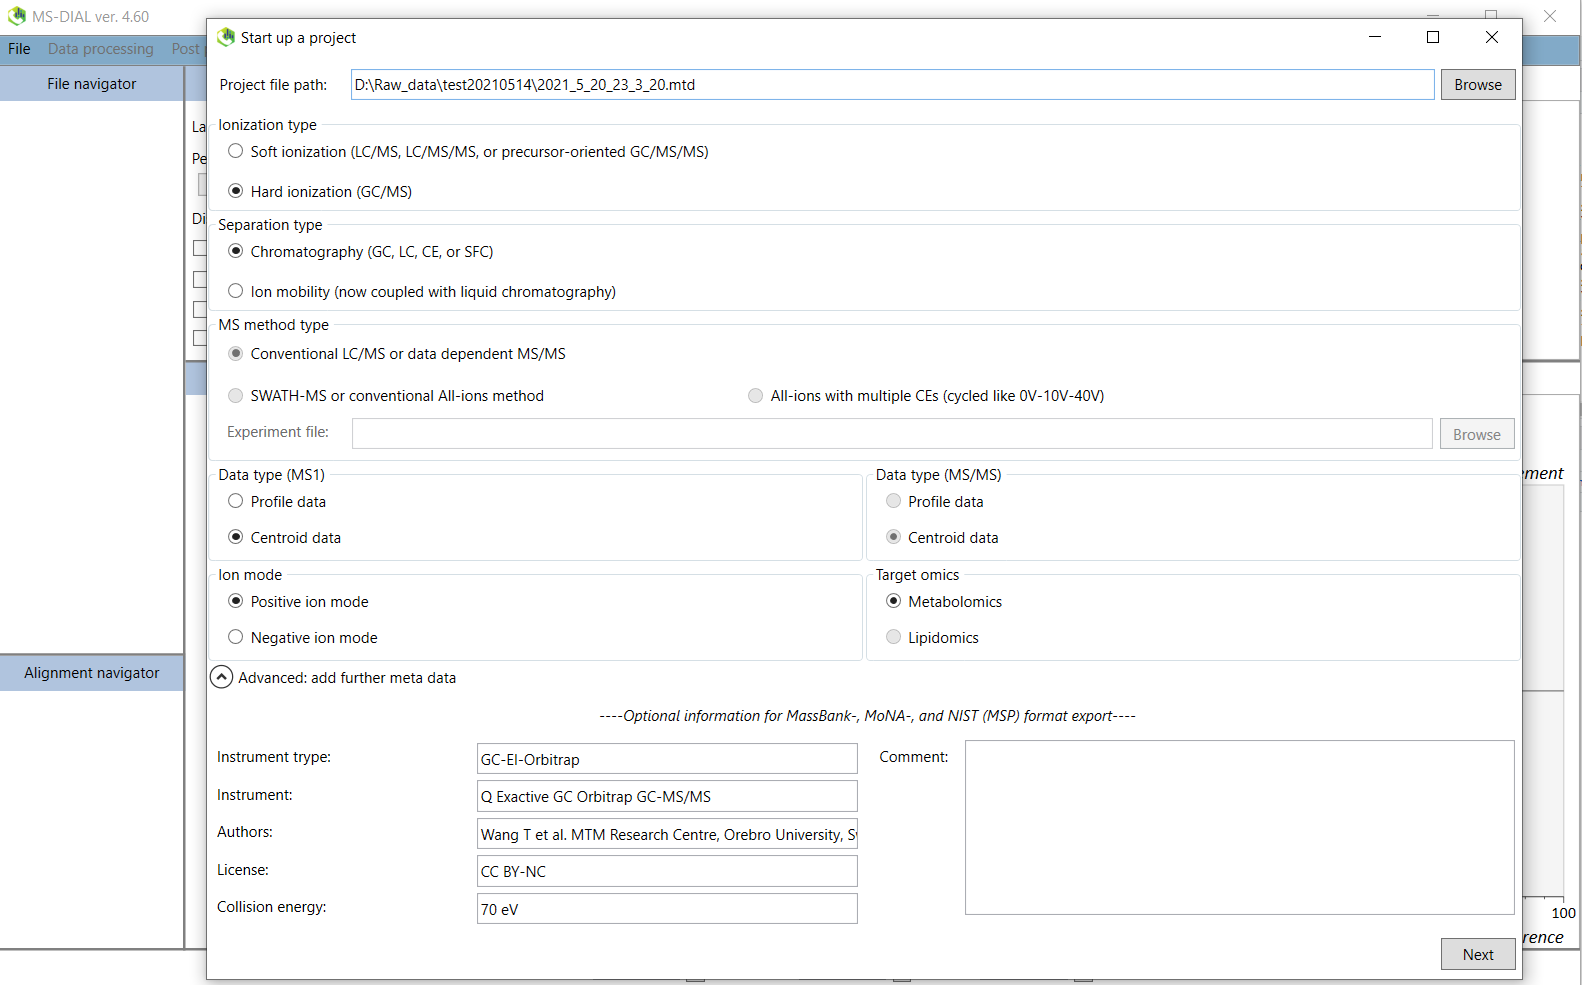 MS-DIAL ver. 4.60
File Data processing Post
File navigator
Start up a project
Project file path: D:\Raw_data\test20210514\2021_5_20_23_3_20.mtd Browse
Ionization type
Soft ionization (LC/MS, LC/MS/MS, or precursor-oriented GC/MS/MS)
Hard ionization (GC/MS)
Separation type
Chromatography (GC, LC, CE, or SFC)
Ion mobility (now coupled with liquid chromatography)
MS method type
Conventional LC/MS or data dependent MS/MS
SWATH-MS or conventional All-ions method All-ions with multiple CEs (cycled like 0V-10V-40V)
Experiment file: Browse
Data type (MS1) Data type (MS/MS)
Profile data Profile data
Centroid data Centroid data
Ion mode Target omics
Positive ion mode Metabolomics
Negative ion mode Lipidomics
Alignment navigator
Advanced: add further meta data
----Optional information for MassBank-, MoNA-, and NIST (MSP) format export----
Instrument trype: GC-EI-Orbitrap Comment:
Instrument: Q Exactive GC Orbitrap GC-MS/MS
Authors: Wang T et al. MTM Research Centre, Orebro University,
License: CC BY-NC
Collision energy: 70 eV
100
Next